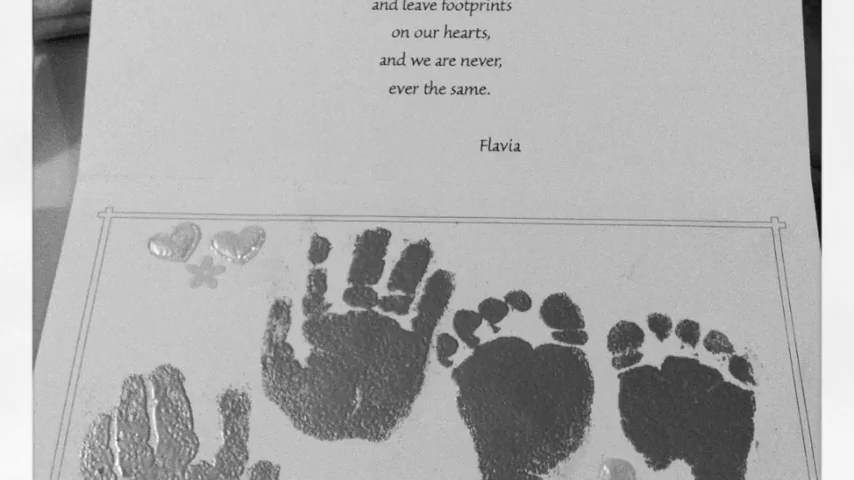 and leave footprints
on our hearts,
and we are never,
ever the same.
Flavia